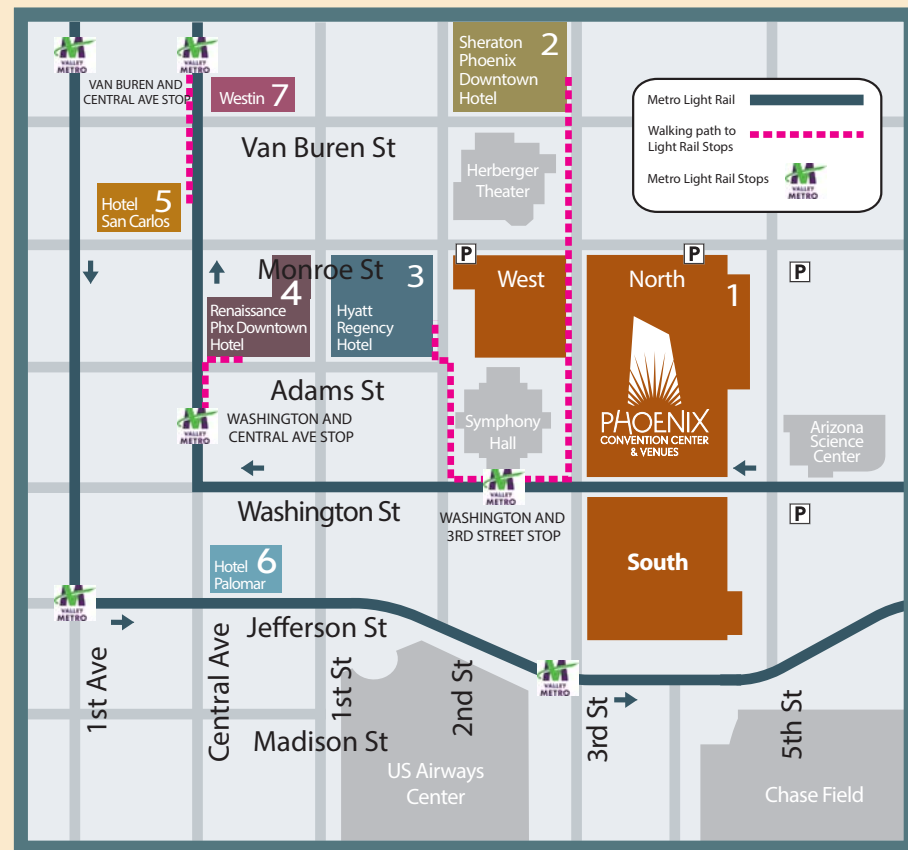 VALLEY
METRO
VALLEY
METRO
VAN BUREN AND
CENTRAL AVE STOP
Westin 7
Sheraton 2
Phoenix
Downtown
Hotel
Metro Light Rail
Walking path to
Light Rail Stops
Metro Light Rail Stops
VALLEY
METRO
Van Buren St
Herberger
Theater
Hotel 5
San Carlos
Monroe St
P
P
P
4
Renaissance
Phx Downtown
Hotel
3
Hyatt
Regency
Hotel
West
North
1
PHOENIX
CONVENTION CENTER
& VENUES
Adams St
VALLEY
METRO
WASHINGTON AND
CENTRAL AVE STOP
Symphony
Hall
Arizona
Science
Center
VALLEY
METRO
Washington St
WASHINGTON AND
3RD STREET STOP
P
Hotel 6
Palomar
South
VALLEY
METRO
Jefferson St
VALLEY
METRO
1st Ave
Central Ave
1st St
2nd St
3rd St
5th St
Madison St
US Airways
Center
Chase Field